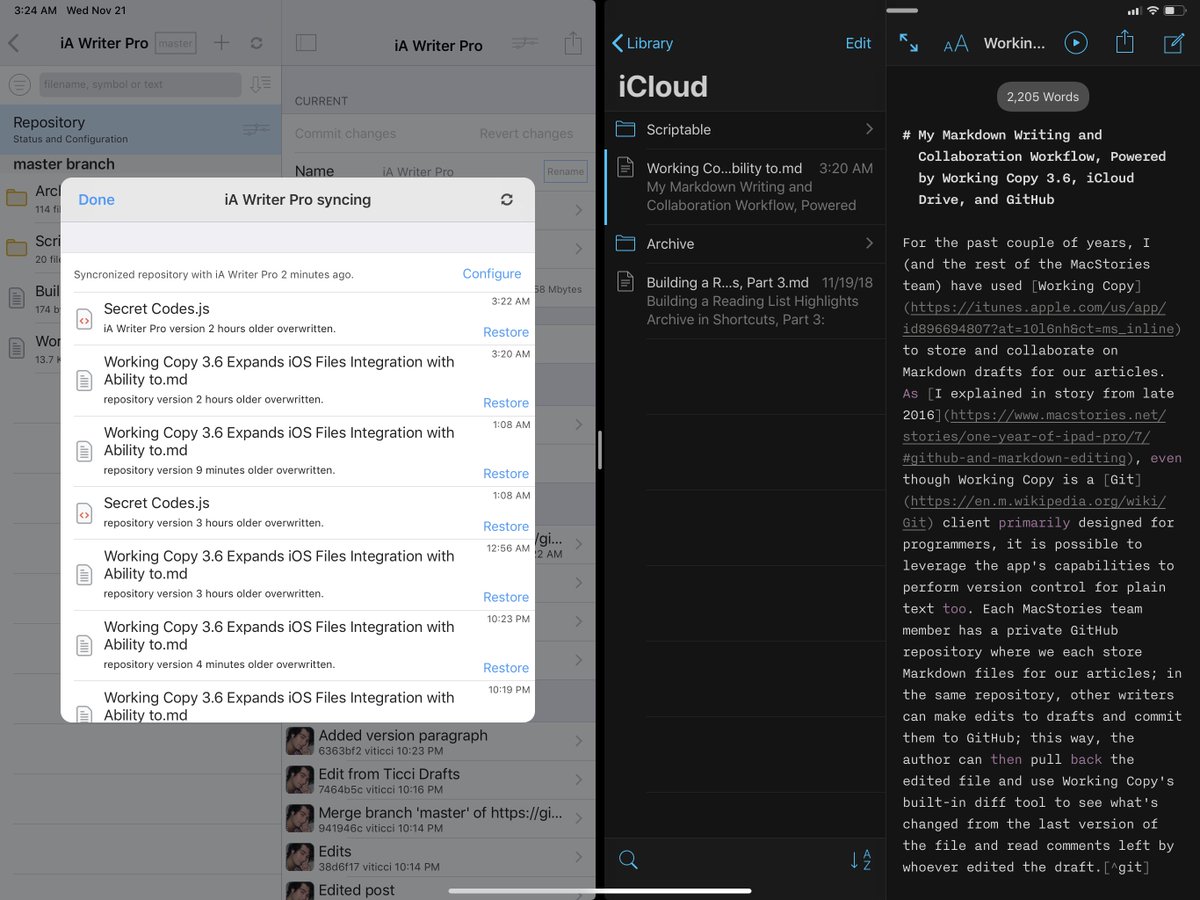 3:24 AM Wed Nov 21
iA Writer Pro
master
filename, symbol or text
Repository
Status and Configuration
master branch
Arc
114 fi
Scri
20 file
Buil
174 b
Wor
13.7 K
iA Writer Pro
CURRENT
Commit changes
Revert changes
Name
iA Writer Pro
Rename
58 Mbytes
/gi...
22 AM
Done
iA Writer Pro syncing
Syncronized repository with iA Writer Pro 2 minutes ago.
Configure
Secret Codes.js
3:22 AM
iA Writer Pro version 2 hours older overwritten.
Restore
Working Copy 3.6 Expands iOS Files Integration with
Ability to.md
3:20 AM
repository version 2 hours older overwritten.
Restore
Working Copy 3.6 Expands iOS Files Integration with
Ability to.md
1:08 AM
repository version 9 minutes older overwritten.
Restore
Secret Codes.js
1:08 AM
repository version 3 hours older overwritten.
Restore
Working Copy 3.6 Expands iOS Files Integration with
Ability to.md
12:56 AM
repository version 3 hours older overwritten.
Restore
Working Copy 3.6 Expands iOS Files Integration with
Ability to.md
10:23 PM
repository version 4 minutes older overwritten.
Restore
Working Copy 3.6 Expands iOS Files Integration with
Ability to.md
10:19 PM
Added version paragraph
6363bf2 viticci 10:23 PM
Edit from Ticci Drafts
7464b5c viticci 10:16 PM
Merge branch 'master' of https://gi...
941946c viticci 10:14 PM
Edits
38d6f17 viticci 10:14 PM
Edited post
Library
Edit
iCloud
Scriptable
Working Co...bility to.md
3:20 AM
My Markdown Writing and
Collaboration Workflow, Powered
Archive
Building a R...s, Part 3.md
11/19/18
Building a Reading List Highlights
Archive in Shortcuts, Part 3:
A
Z
AA
Workin...
2,205 Words
# My Markdown Writing and
Collaboration Workflow, Powered
by Working Copy 3.6, iCloud
Drive, and GitHub
For the past couple of years, I
(and the rest of the MacStories
team) have used [Working Copy]
(https://itunes.apple.com/us/app/
id896694807?at=10l6nh&ct=ms_inline)
to store and collaborate on
Markdown drafts for our articles.
As [I explained in story from late
2016](https://www.macstories.net/
stories/one-year-of-ipad-pro/7/
#github-and-markdown-editing), even
though Working Copy is a [Git]
(https://en.m.wikipedia.org/wiki/
Git) client primarily designed for
programmers, it is possible to
leverage the app's capabilities to
perform version control for plain
text too. Each MacStories team
member has a private GitHub
repository where we each store
Markdown files for our articles; in
the same repository, other writers
can make edits to drafts and commit
them to GitHub; this way, the
author can then pull back the
edited file and use Working Copy's
built-in diff tool to see what's
changed from the last version of
the file and read comments left by
whoever edited the draft.[^git]